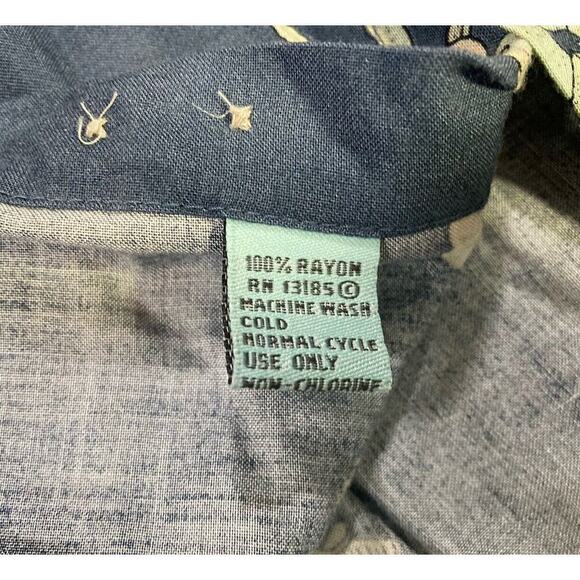 100% RAYON
RN 13185 ©
MACHINE WASH
COLD
NORMAL CYCLE
USE ONLY
NON-CHLORINE